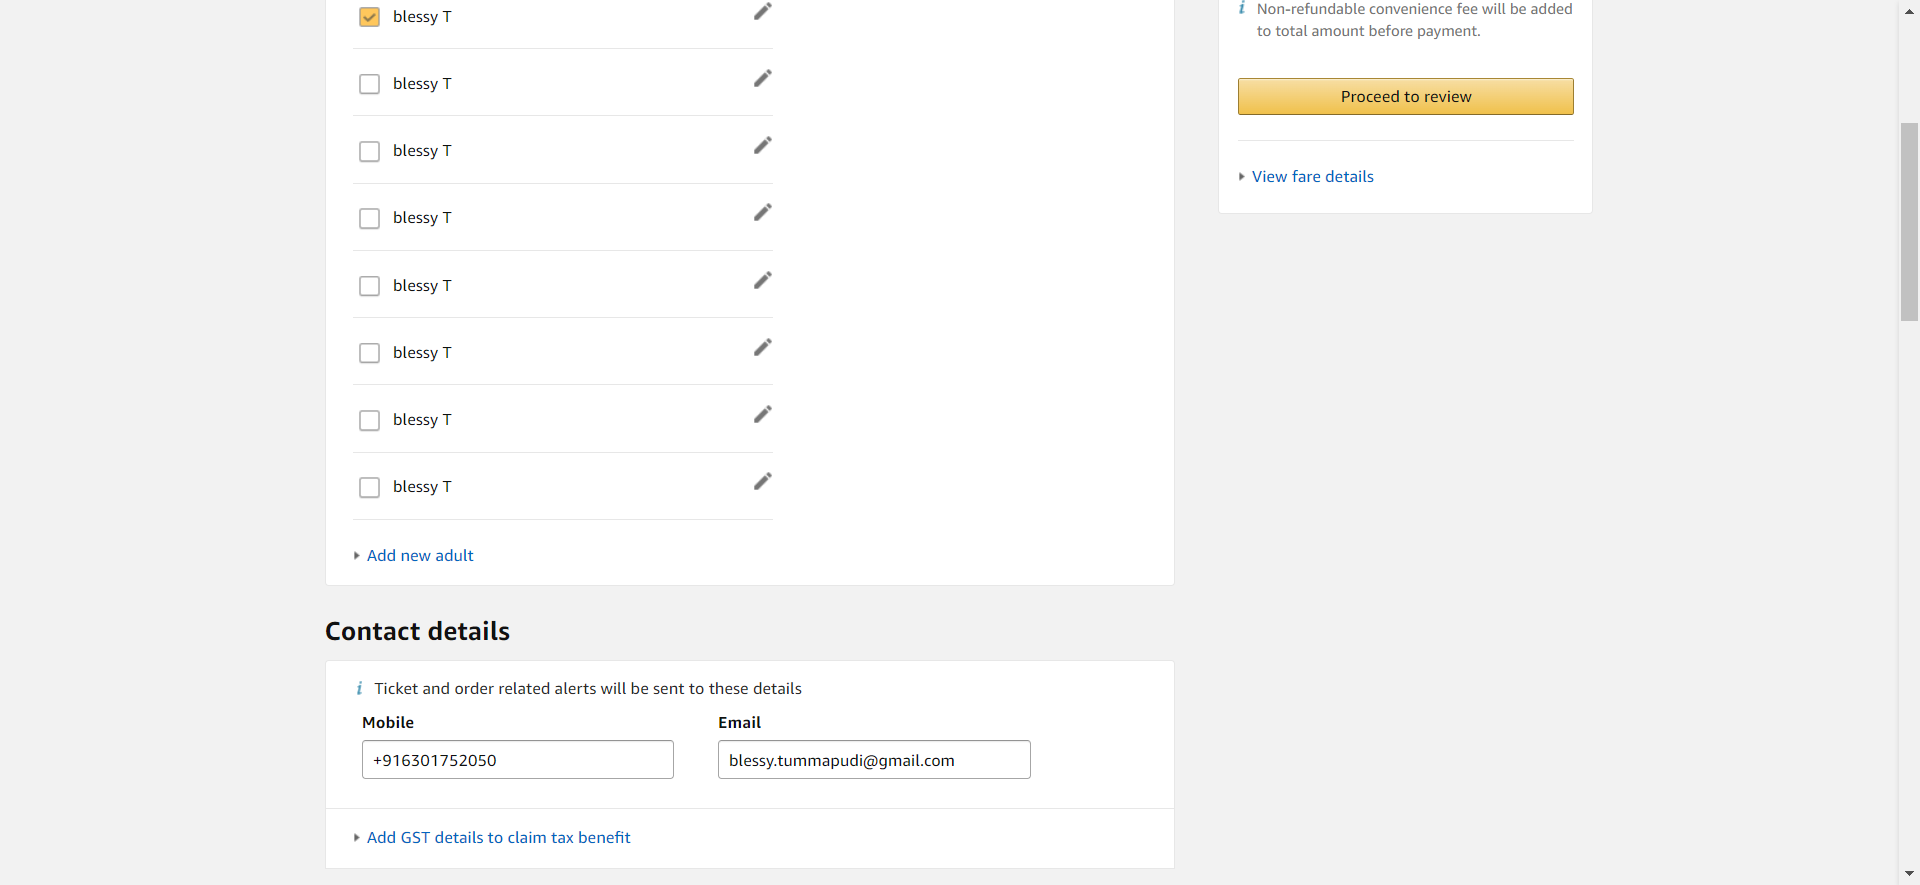 blessy T
blessy T
blessy T
blessy T
blessy T
blessy T
blessy T
blessy T
Add new adult
Contact details
i Ticket and order related alerts will be sent to these details
Mobile
Email
+916301752050
blessy.tummapudi@gmail.com
Add GST details to claim tax benefit
i Non-refundable convenience fee will be added
to total amount before payment.
Proceed to review
View fare details